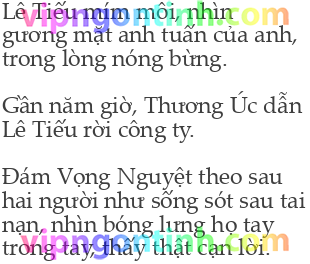 Lê Tiếu mím môi, nhìn
vipngontinh.com
gương mặt anh tuấn của anh,
trong lòng nóng bừng.
Gần năm giờ, Thương Úc dẫn
Lê Tiếu rời công ty.
Đám Vọng Nguyệt theo sau
hai người như sống sót sau tai
nạn, nhìn bóng lưng họ tay
vipngontinh.com
trong tay, thấy thật cạn lời.